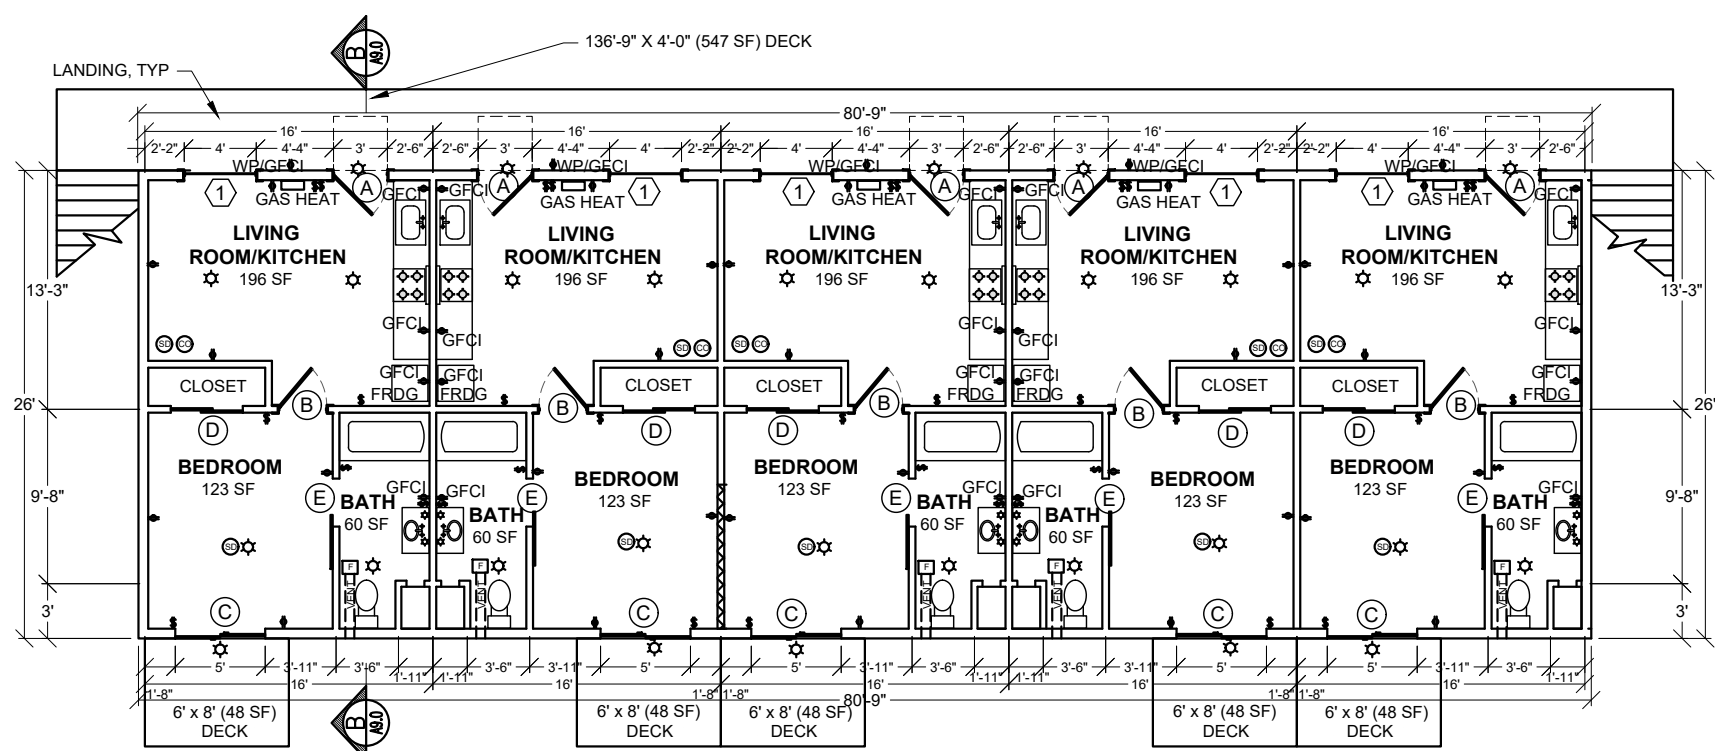 B
A9.0
136'-9" X 4'-0" (547 SF) DECK
LANDING, TYP
80'-9"
16' 16' 16' 16' 16'
2'-2" 4' 4'-4" 3' 2'-6" 2'-6" 3' 4'-4" 4' 2'-2" 2'-2" 4' 4'-4" 3' 2'-6" 2'-6" 3' 4'-4" 4' 2'-2" 2'-2" 4' 4'-4" 3' 2'-6"
WP/GFCI WP/GFCI WP/GFCI WP/GFCI WP/GFCI
1 A A 1 1 A A 1 1 A
GFCI GFCI GFCI GFCI GFCI
GAS HEAT GAS HEAT GAS HEAT GAS HEAT GAS HEAT
LIVING LIVING LIVING LIVING LIVING
ROOM/KITCHEN ROOM/KITCHEN ROOM/KITCHEN ROOM/KITCHEN ROOM/KITCHEN
196 SF 196 SF 196 SF 196 SF 196 SF
13'-3" 13'-3"
GFCI GFCI GFCI GFCI GFCI
SD CO SD CO SD CO SD CO SD CO
GFCI GFCI GFCI GFCI GFCI
CLOSET CLOSET CLOSET CLOSET CLOSET
FRDG FRDG FRDG FRDG FRDG
26' 26'
B B B B B
D D D D D
BEDROOM BEDROOM BEDROOM BEDROOM BEDROOM
123 SF 123 SF 123 SF 123 SF 123 SF
9'-8" 9'-8"
GFCI GFCI GFCI GFCI GFCI
E E E E E
BATH BATH BATH BATH BATH
60 SF 60 SF 60 SF 60 SF 60 SF
SD SD SD SD SD
F F F F F
VENT VENT VENT VENT VENT
3' 3'
C C C C C
5' 3'-11" 3'-6" 3'-6" 3'-11" 5' 5' 3'-11" 3'-6" 3'-6" 3'-11" 5' 5' 3'-11" 3'-6"
1'-11" 1'-11" 1'-11" 1'-11" 1'-11"
16' 16' 16' 16' 16'
1'-8" 1'-8" 1'-8" 1'-8" 1'-8"
80'-9"
6' x 8' (48 SF) 6' x 8' (48 SF) 6' x 8' (48 SF) 6' x 8' (48 SF) 6' x 8' (48 SF)
DECK DECK DECK DECK DECK
B
A9.0